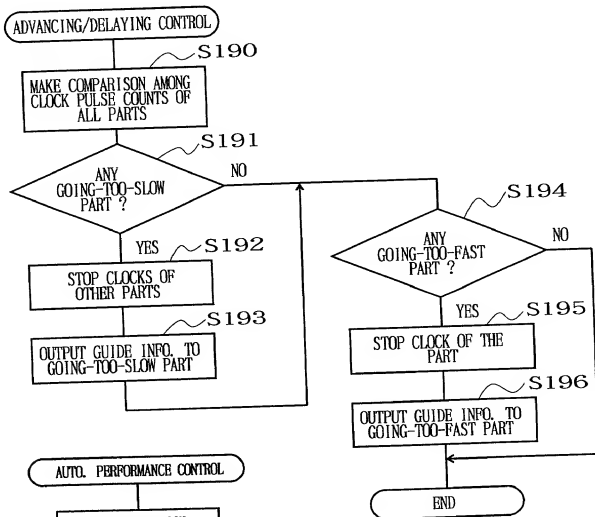 ADVANCING/DELAYING CONTROL
S190
MAKE COMPARISON AMONG
CLOCK PULSE COUNTS OF
ALL PARTS
S191
ANY
GOING-TOO-SLOW
PART ?
NO
YES
S192
STOP CLOCKS OF
OTHER PARTS
S193
OUTPUT GUIDE INFO. TO
GOING-TOO-SLOW PART
S194
ANY
GOING-TOO-FAST
PART ?
NO
YES
S195
STOP CLOCK OF THE
PART
S196
OUTPUT GUIDE INFO. TO
GOING-TOO-FAST PART
END
AUTO. PERFORMANCE CONTROL